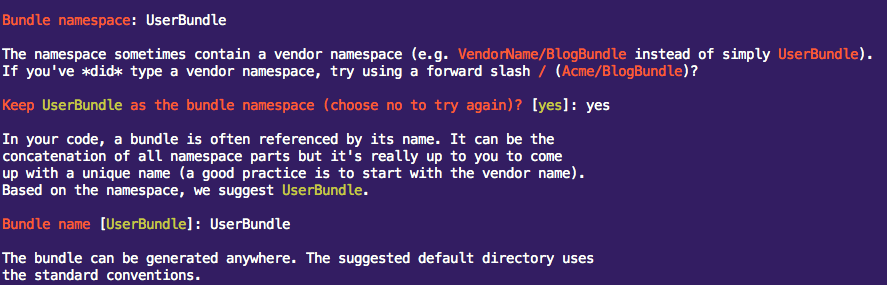 Bundle namespace: UserBundle
The namespace sometimes contain a vendor namespace (e.g. VendorName/BlogBundle instead of simply UserBundle).
If you've *did* type a vendor namespace, try using a forward slash / (Acme/BlogBundle)?
Keep UserBundle as the bundle namespace (choose no to try again)? [yes]: yes
In your code, a bundle is often referenced by its name. It can be the
concatenation of all namespace parts but it's really up to you to come
up with a unique name (a good practice is to start with the vendor name).
Based on the namespace, we suggest UserBundle.
Bundle name [UserBundle]: UserBundle
The bundle can be generated anywhere. The suggested default directory uses
the standard conventions.